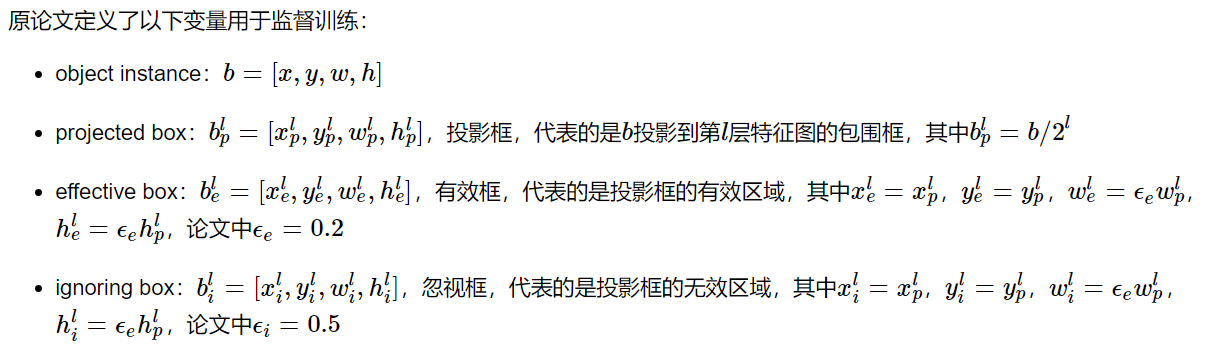 原论文定义了以下变量用于监督训练：
• object instance：$b = [x, y, w, h]$
• projected box：$b_p^l = [x_p^l, y_p^l, w_p^l, h_p^l]$，投影框，代表的是$b$投影到第$l$层特征图的包围框，其中$b_p^l = b/2^l$
• effective box：$b_e^l = [x_e^l, y_e^l, w_e^l, h_e^l]$，有效框，代表的是投影框的有效区域，其中$x_e^l = x_p^l$，$y_e^l = y_p^l$，$w_e^l = \epsilon_e w_p^l$，
$h_e^l = \epsilon_e h_p^l$，论文中$\epsilon_e = 0.2$
• ignoring box：$b_i^l = [x_i^l, y_i^l, w_i^l, h_i^l]$，忽视框，代表的是投影框的无效区域，其中$x_i^l = x_p^l$，$y_i^l = y_p^l$，$w_i^l = \epsilon_e w_p^l$，
$h_i^l = \epsilon_e h_p^l$，论文中$\epsilon_i = 0.5$